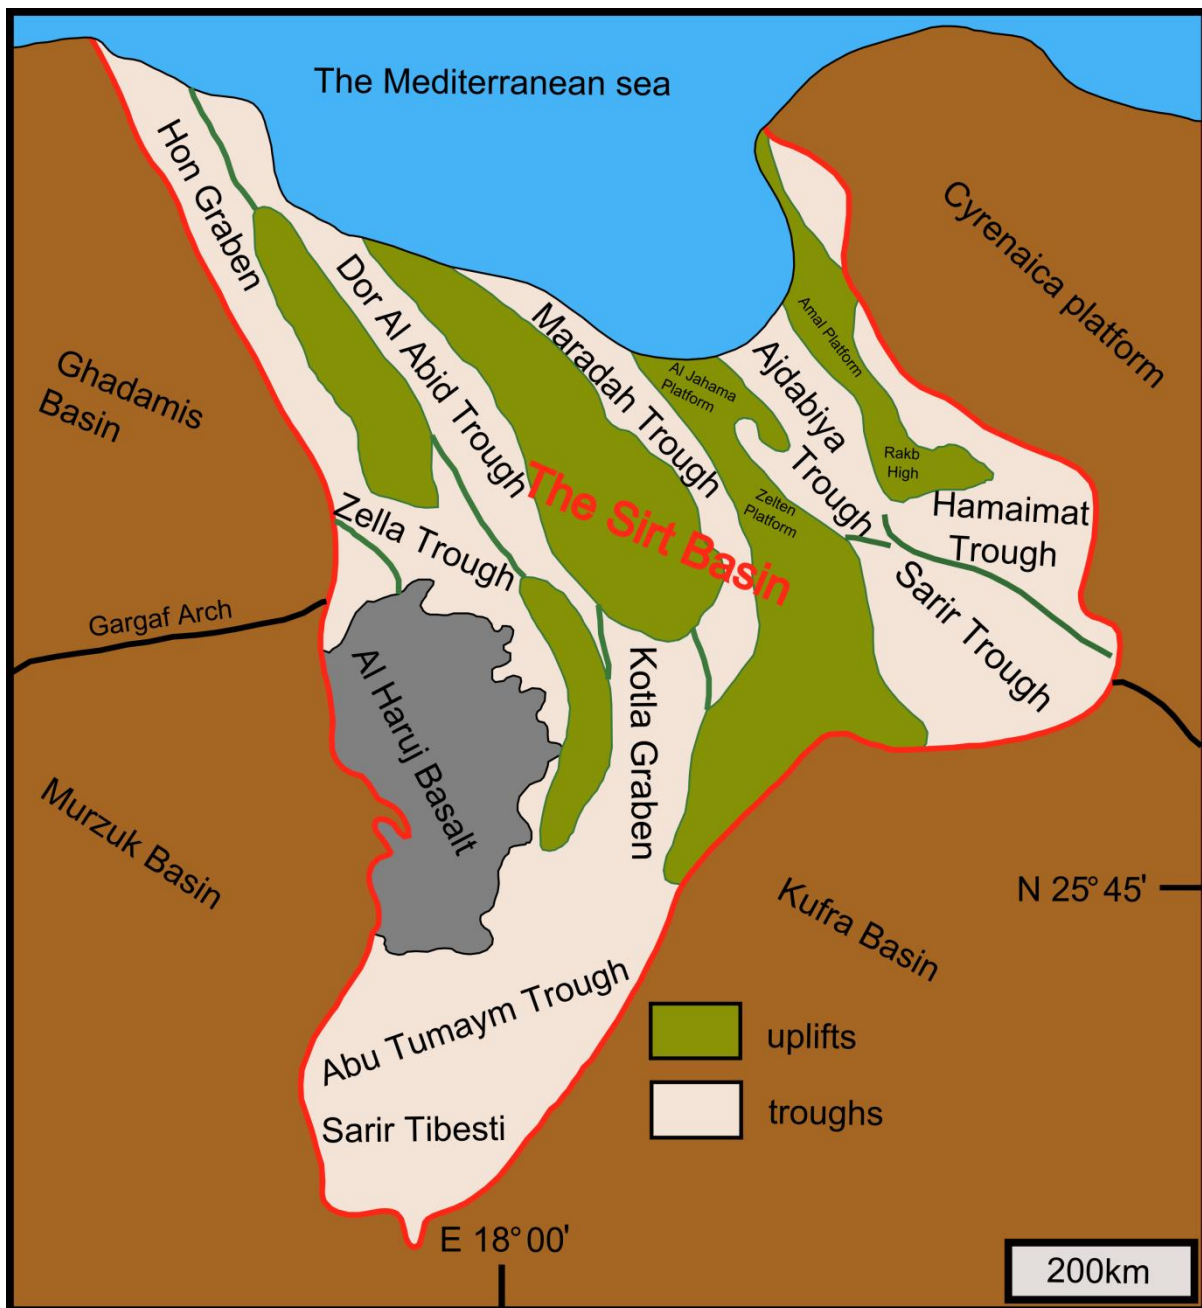 The Mediterranean sea
Hon Graben
Cyrenaica platform
Dor Al Abid Trough
Maradah Trough
Amal Platform
Ajdabiya
Trough
Al Jahama
Platform
Ghadamis
Basin
Rakb
High
The Sirt Basin
Zelten
Platform
Hamaimat
Trough
Zella Trough
Sarir Trough
Gargaf Arch
Al Haruj Basalt
Kotla Graben
Murzuk Basin
Kufra Basin
N 25°45'
Abu Tumaym Trough
uplifts
troughs
Sarir Tibesti
E 18°00'
200km